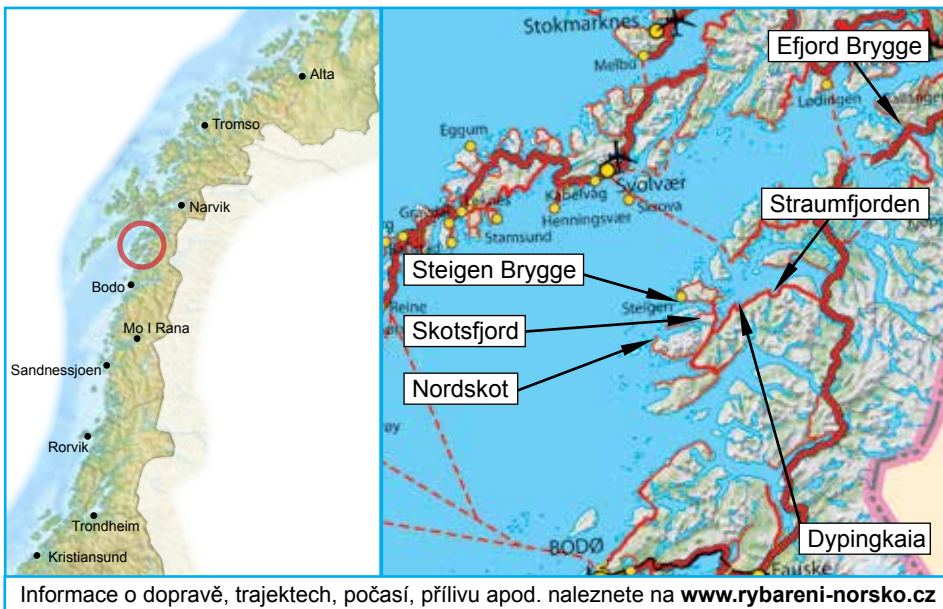 Alta
Tromso
Narvik
Bodo
Mo I Rana
Sandnessjoen
Rorvik
Trondheim
Kristiansund
Stokmarknes
Melbu
Efjord Brygge
Lødingen
Eggum
Svolvær
Kabelvåg
Skrova
Henningsvær
Stamsund
Straumfjorden
Steigen Brygge
Steigen
Reine
Skotsfjord
Nordskot
Dypingkaia
BODØ
Fauske
Informace o dopravě, trajektech, počasí, přílivu apod. naleznete na www.rybareni-norsko.cz